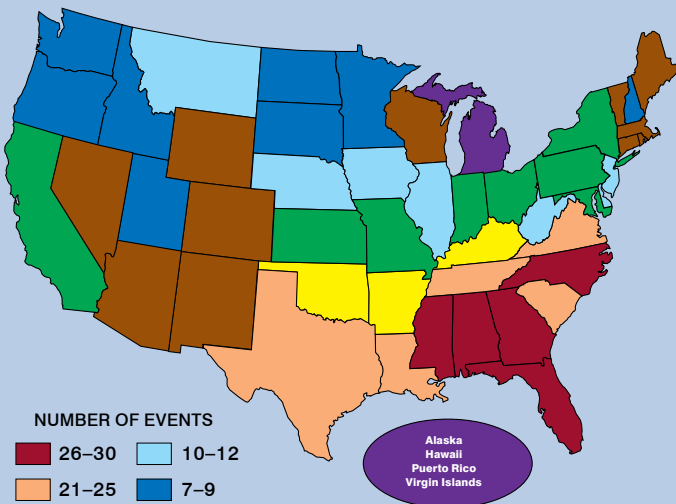 Alaska
Hawaii
Puerto Rico
Virgin Islands
NUMBER OF EVENTS
26–30
10–12
21–25
7–9